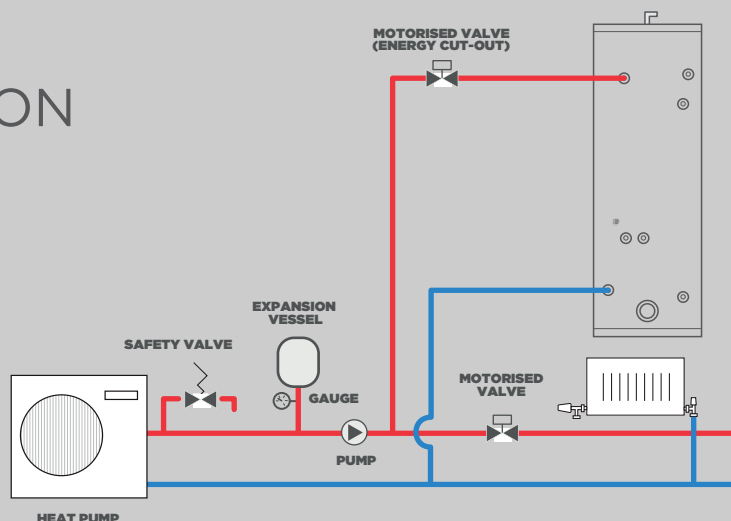 MOTORISED VALVE
(ENERGY CUT-OUT)
ON
EXPANSION
VESSEL
SAFETY VALVE
GAUGE
MOTORISED
VALVE
PUMP
HEAT PUMP